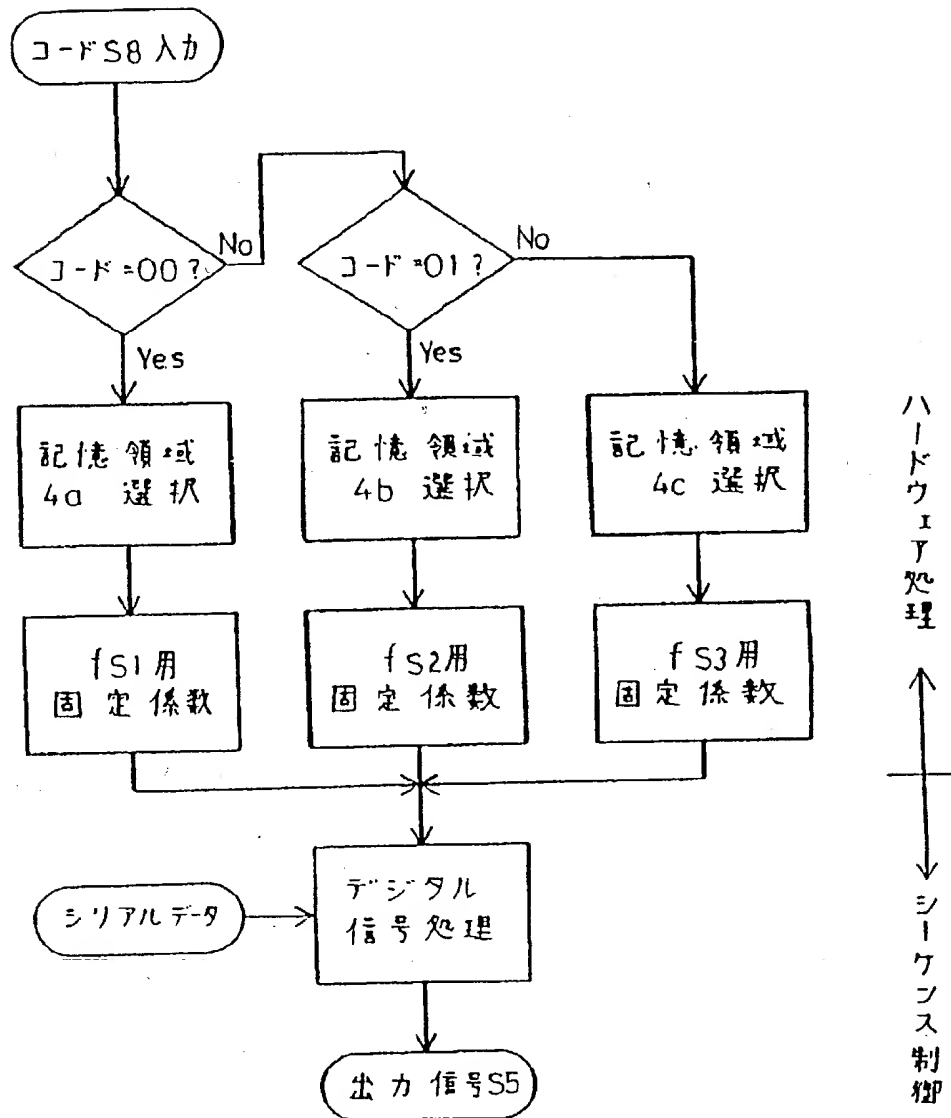 コードS8 入力
コード=00?
No
Yes
コード=01?
No
Yes
記憶領域
4a 選択
記憶領域
4b 選択
記憶領域
4c 選択
fS1用
固定係数
fS2用
固定係数
fS3用
固定係数
シリアルデータ
デジタル
信号処理
出力信号S5
ハードウェア処理
シーケンス制御